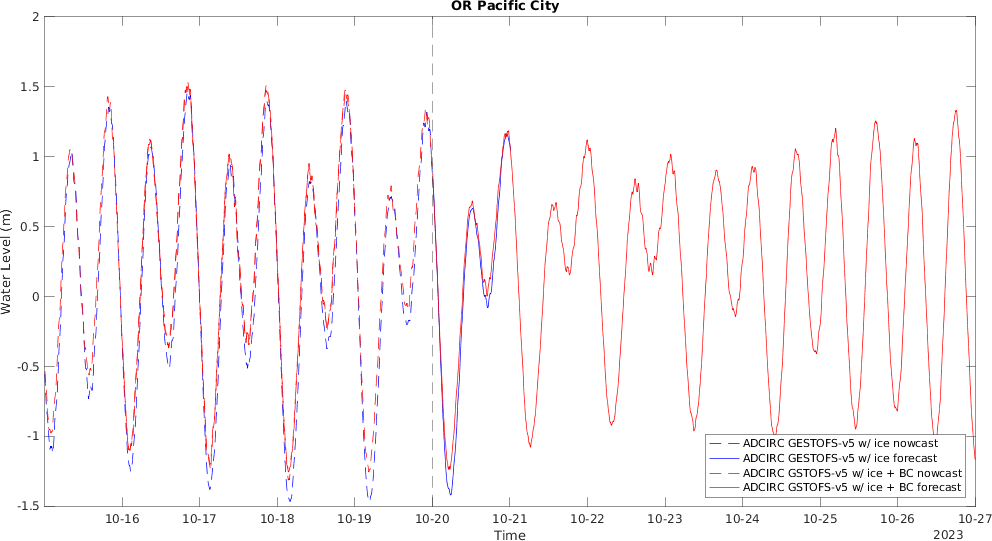 OR Pacific City
2
1.5
1
0.5
0
-0.5
-1
-1.5
Water Level (m)
10-16 10-17 10-18 10-19 10-20 10-21 10-22 10-23 10-24 10-25 10-26 10-27
Time
2023
ADCIRC GESTOFS-v5 w/ ice nowcast
ADCIRC GESTOFS-v5 w/ ice forecast
ADCIRC GSTOFS-v5 w/ ice + BC nowcast
ADCIRC GSTOFS-v5 w/ ice + BC forecast